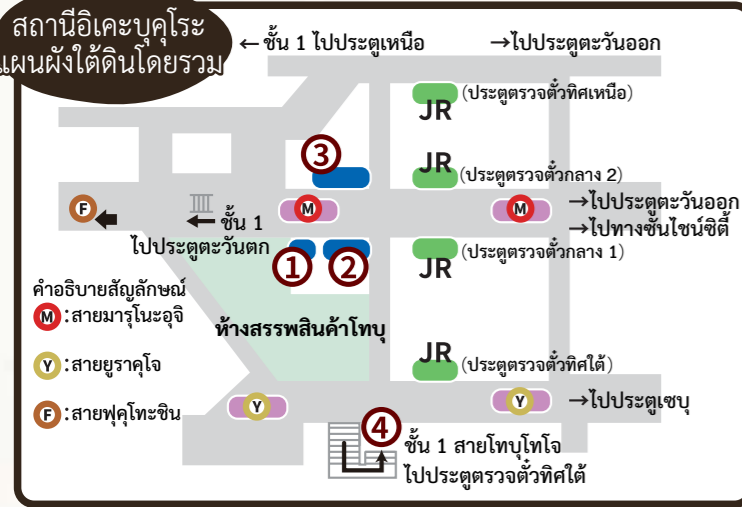 สถานีอิเคะบุคุโระ
แผนผังใต้ดินโดยรวม
← ชั้น 1 ไปประตูเหนือ
→ไปประตูตะวันออก
JR (ประตูตรวจตั๋วทิศเหนือ)
③
JR (ประตูตรวจตั๋วกลาง 2)
F
M
M
→ไปประตูตะวันออก
→ไปทางซันไชน์ซิตี้
← ชั้น 1
ไปประตูตะวันตก
① ②
JR (ประตูตรวจตั๋วกลาง 1)
คำอธิบายสัญลักษณ์
M :สายมารุโนะอุจิ
Y :สายยูราคุโจ
F :สายฟุคุโทะชิน
ห้างสรรพสินค้าโทบุ
JR (ประตูตรวจตั๋วทิศใต้)
Y
Y
→ไปประตูเซบุ
④
ชั้น 1 สายโทบุโทโจ
ไปประตูตรวจตั๋วทิศใต้